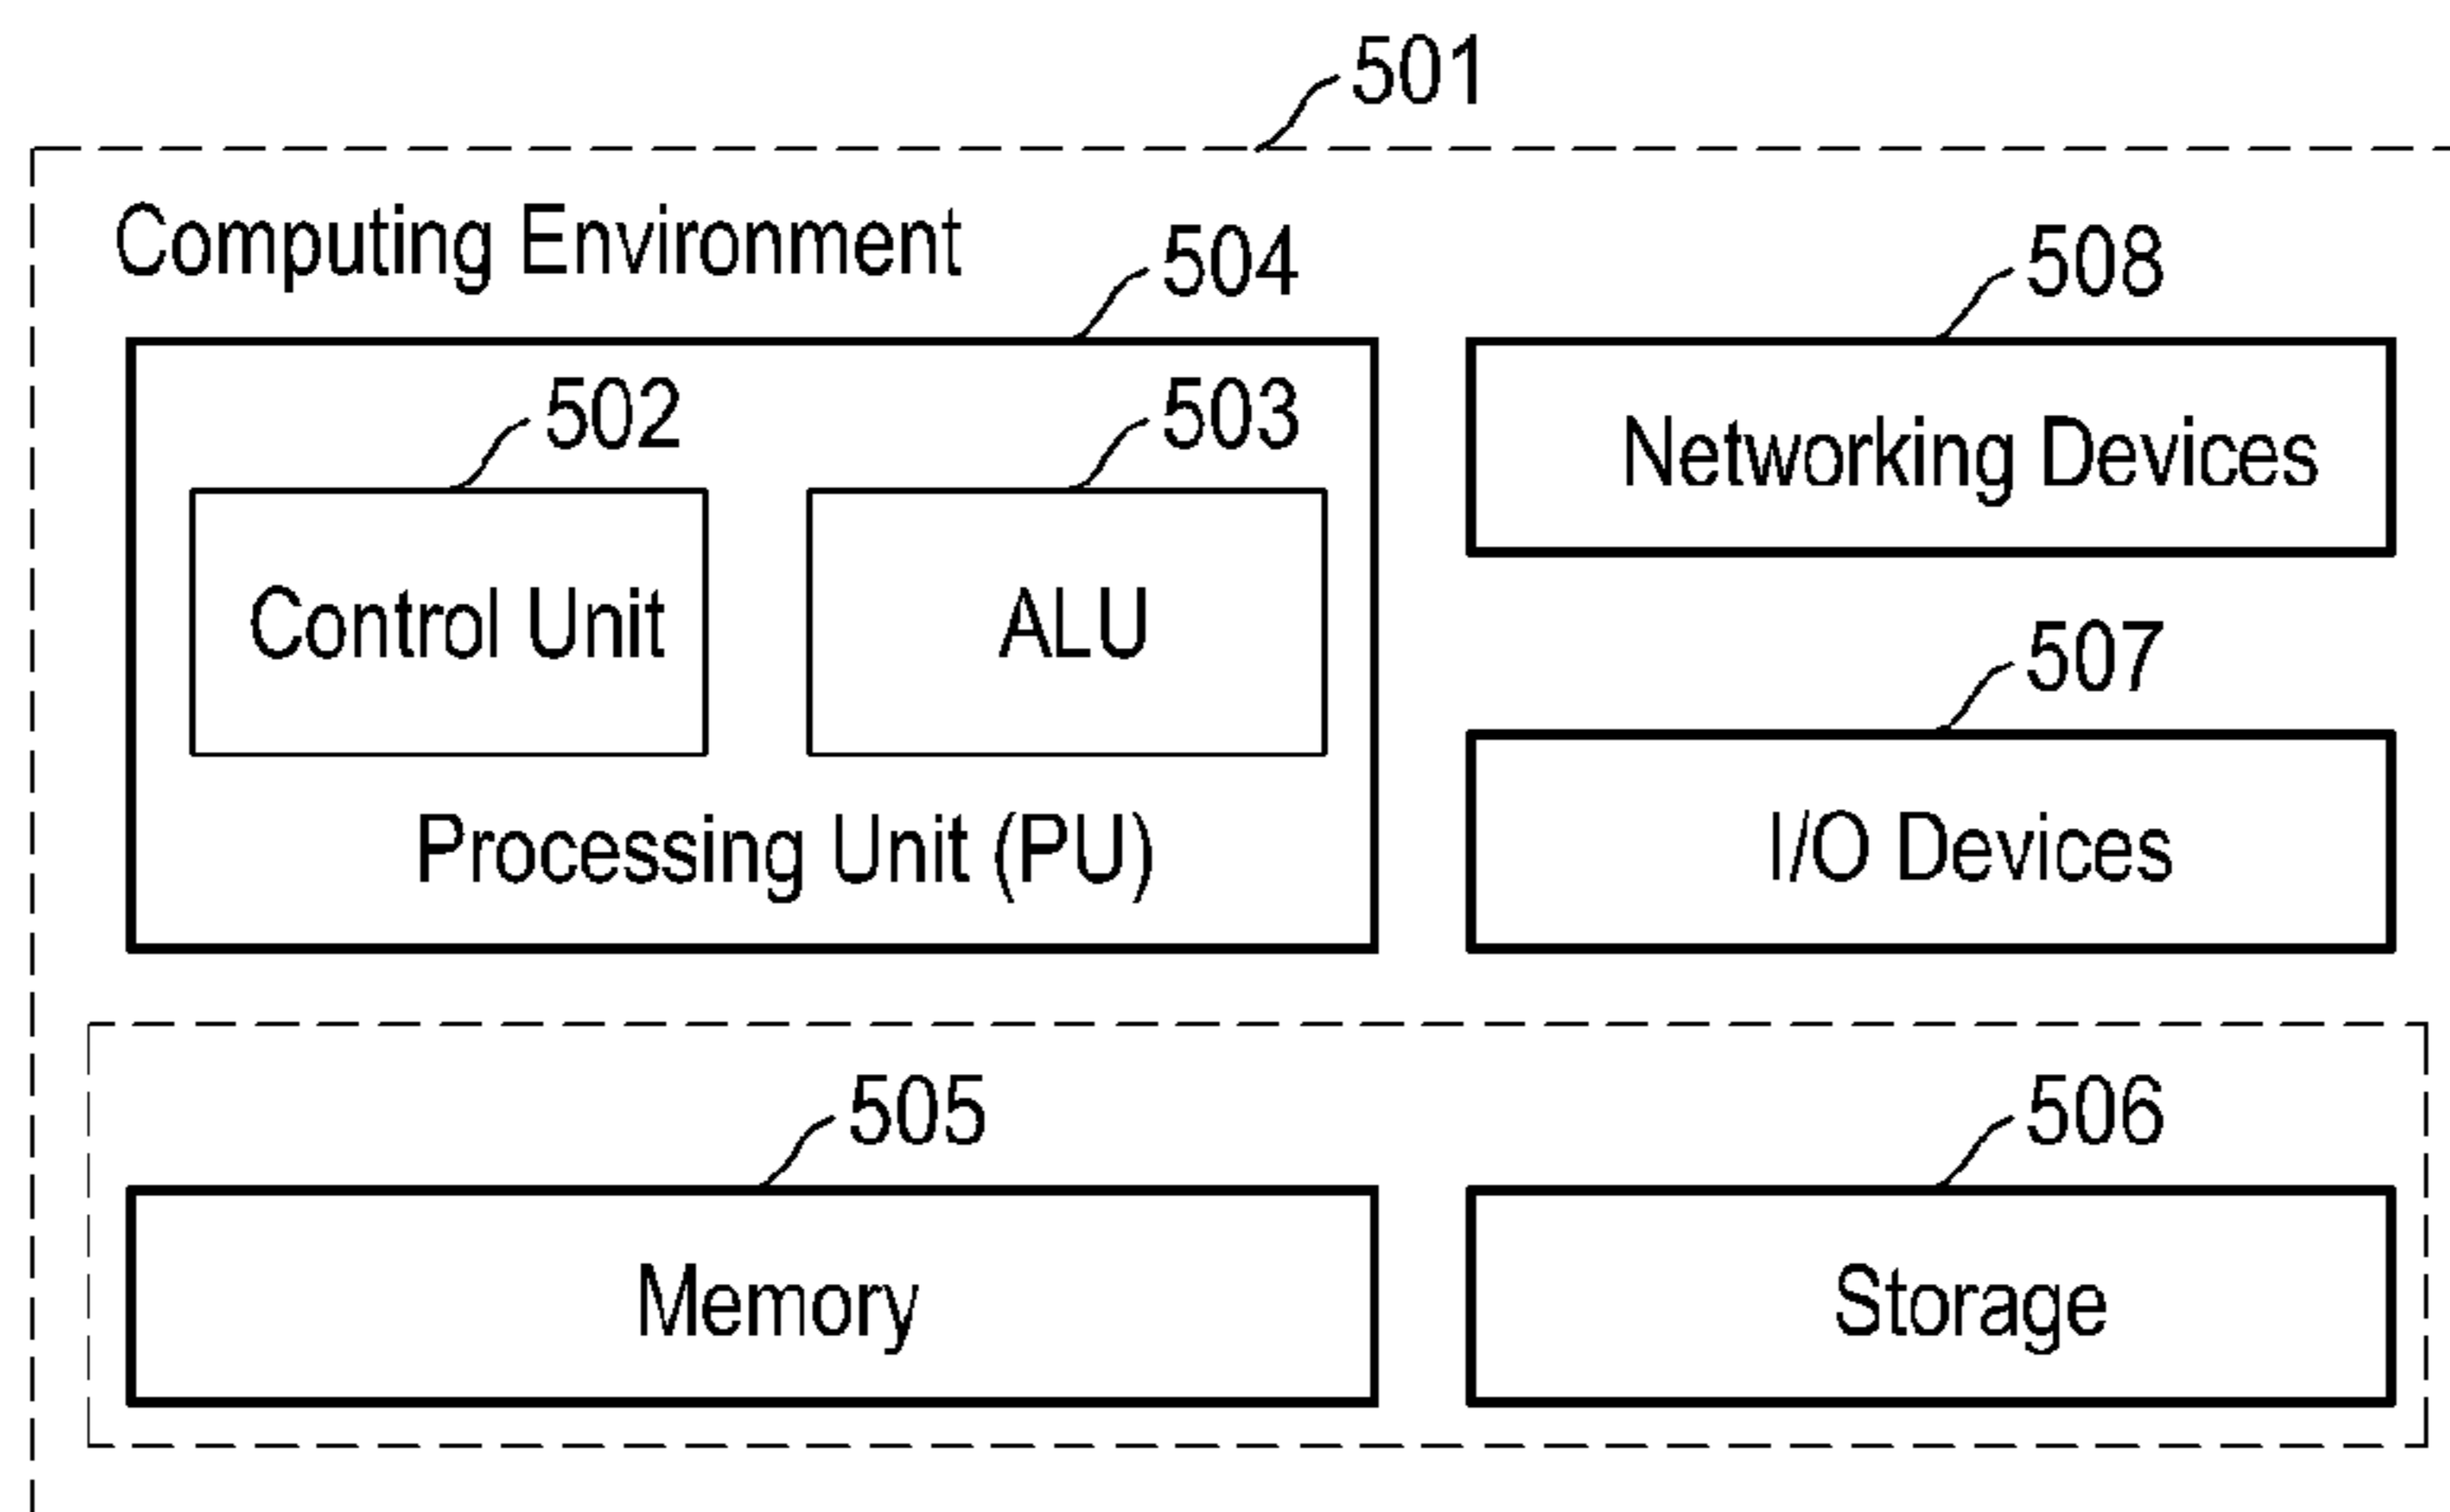 501
Computing Environment
504
508
502
503
Networking Devices
Control Unit
ALU
507
Processing Unit (PU)
I/O Devices
505
506
Memory
Storage